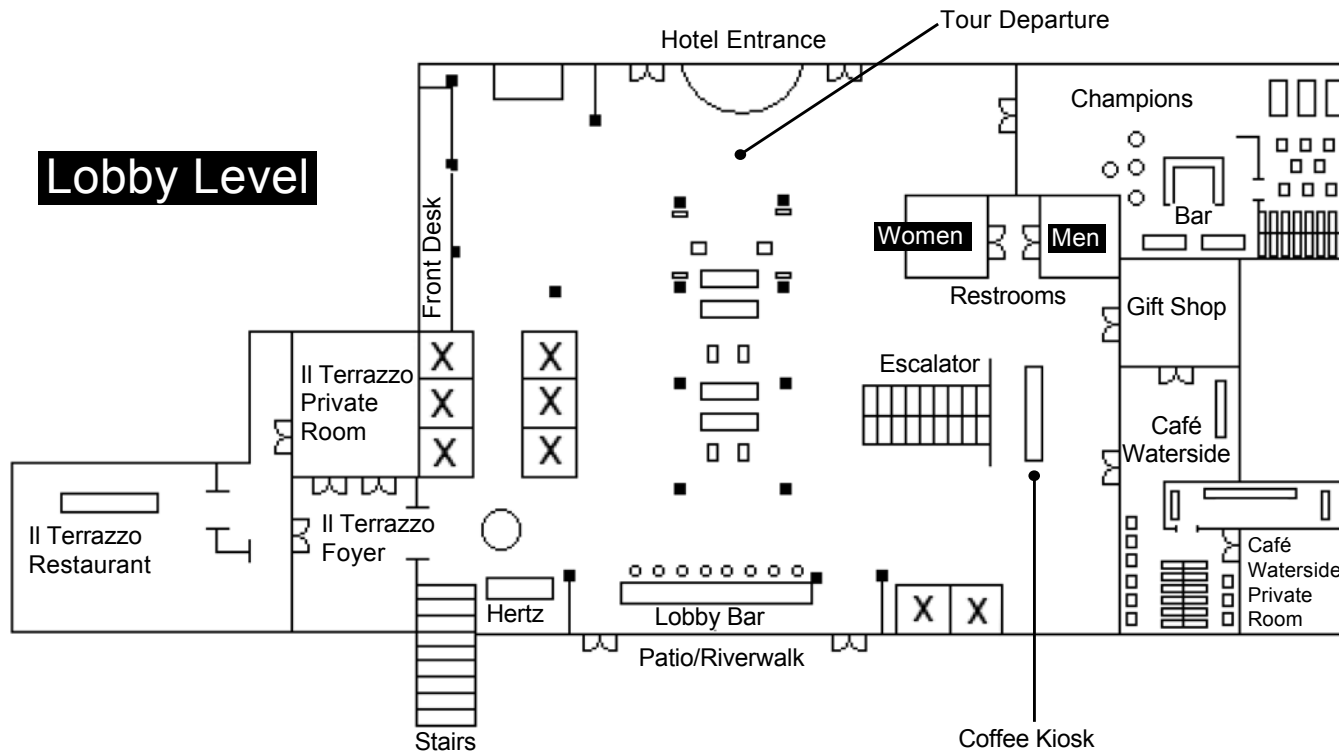 Tour Departure
Hotel Entrance
Champions
Lobby Level
Bar
Women
Men
Front Desk
Restrooms
Gift Shop
Il Terrazzo
Private
Room
X
X
X
X
X
X
Escalator
Café
Waterside
Il Terrazzo
Restaurant
Il Terrazzo
Foyer
Café
Waterside
Private
Room
Hertz
Lobby Bar
X
X
Patio/Riverwalk
Stairs
Coffee Kiosk